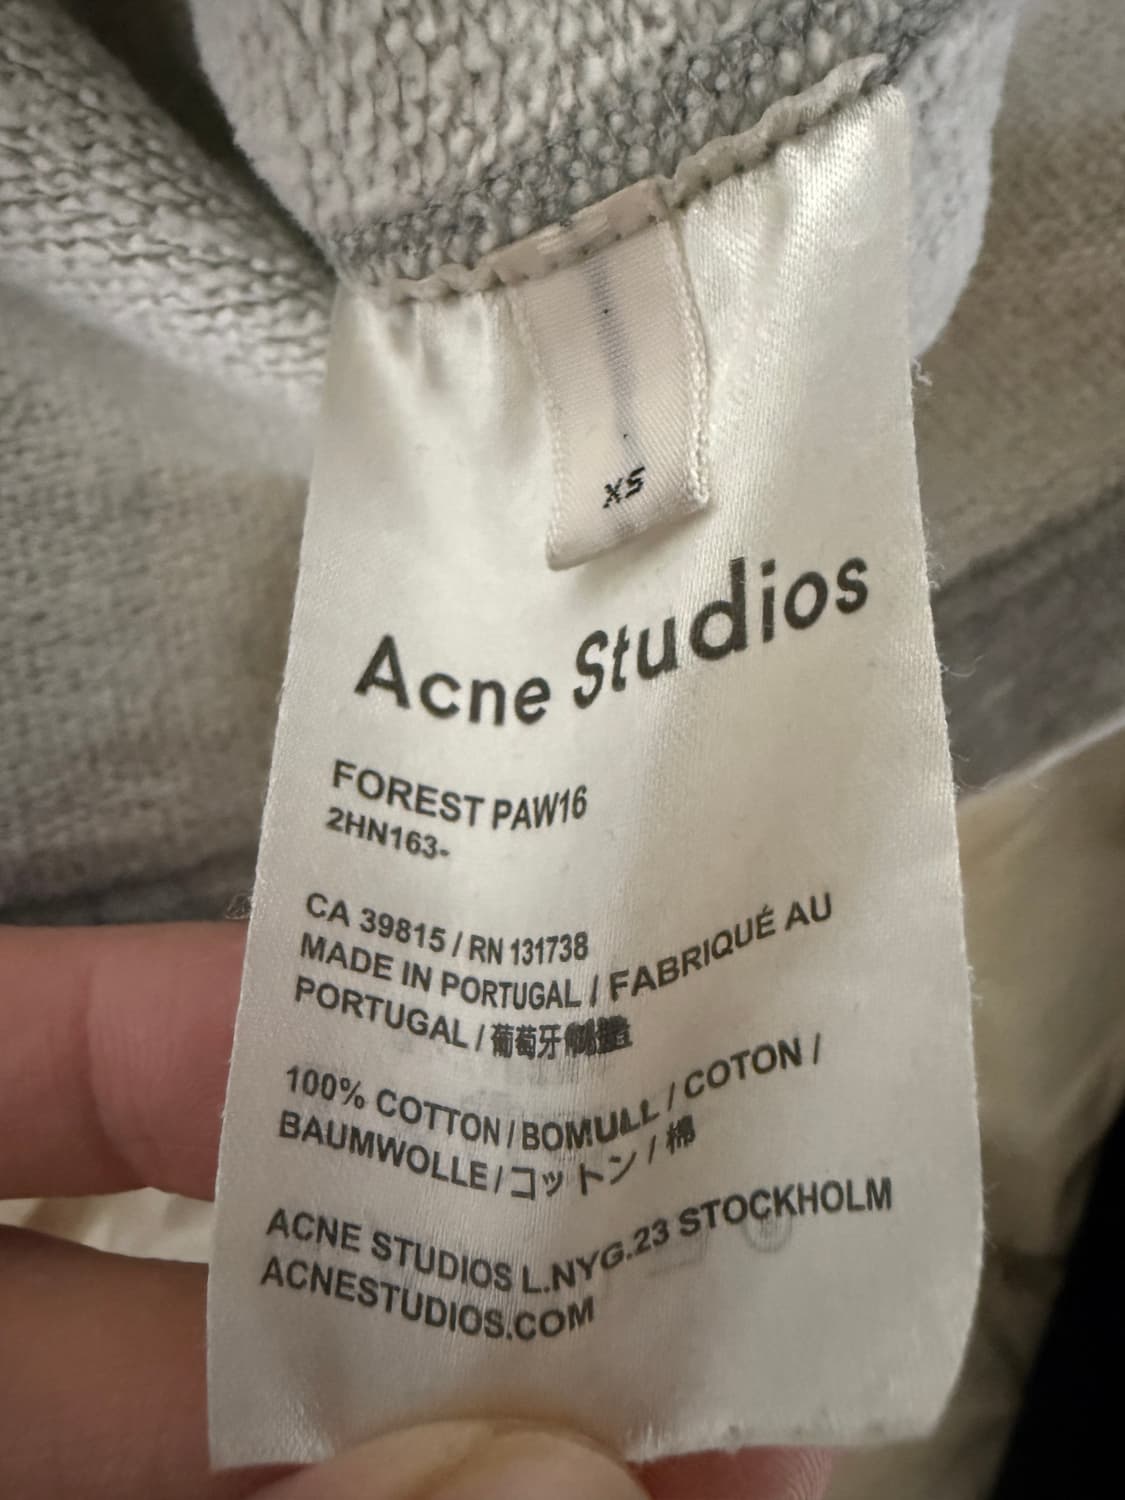 XS
Acne Studios
FOREST PAW16
2HN163-
CA 39815 / RN 131738
MADE IN PORTUGAL / FABRIQUÉ AU
PORTUGAL / 葡萄牙
100% COTTON / BOMULL / COTON /
BAUMWOLLE / コットン / 棉
ACNE STUDIOS L.NYG.23 STOCKHOLM
ACNESTUDIOS.COM